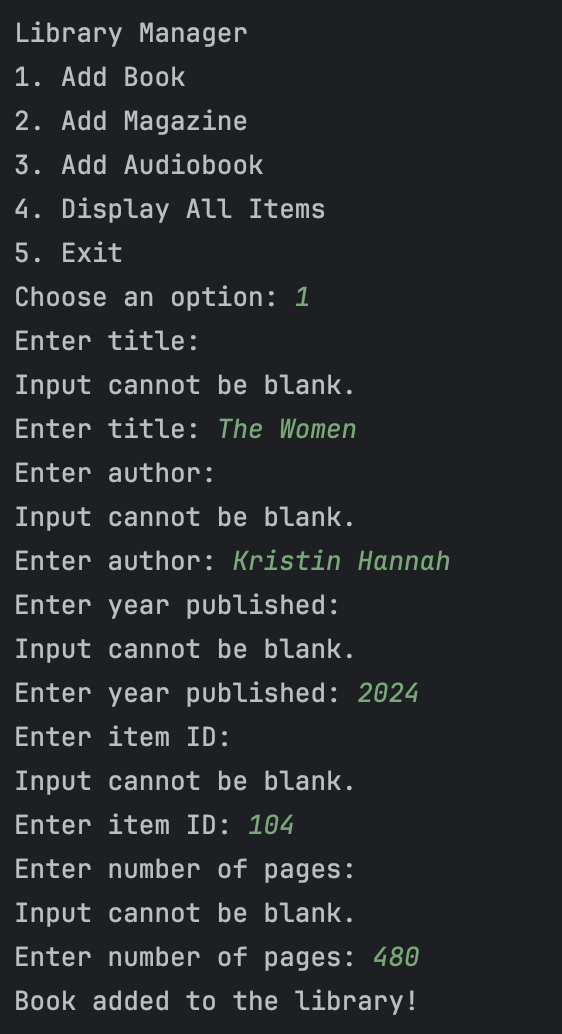 Library Manager
1. Add Book
2. Add Magazine
3. Add Audiobook
4. Display All Items
5. Exit
Choose an option: 1
Enter title:
Input cannot be blank.
Enter title: The Women
Enter author:
Input cannot be blank.
Enter author: Kristin Hannah
Enter year published:
Input cannot be blank.
Enter year published: 2024
Enter item ID:
Input cannot be blank.
Enter item ID: 104
Enter number of pages:
Input cannot be blank.
Enter number of pages: 480
Book added to the library!